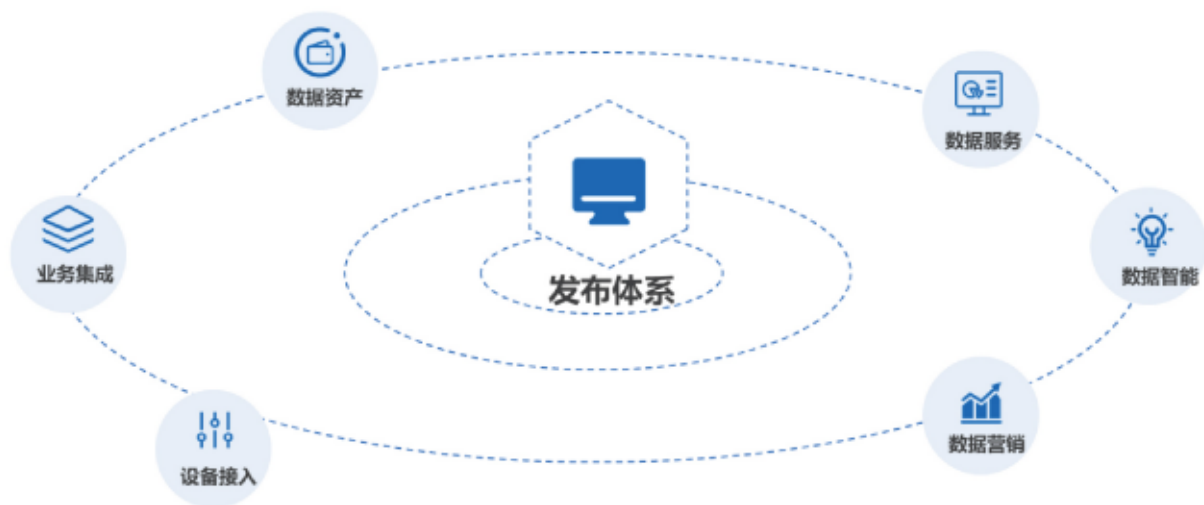 数据资产
数据服务
业务集成
数据智能
发布体系
数据营销
设备接入